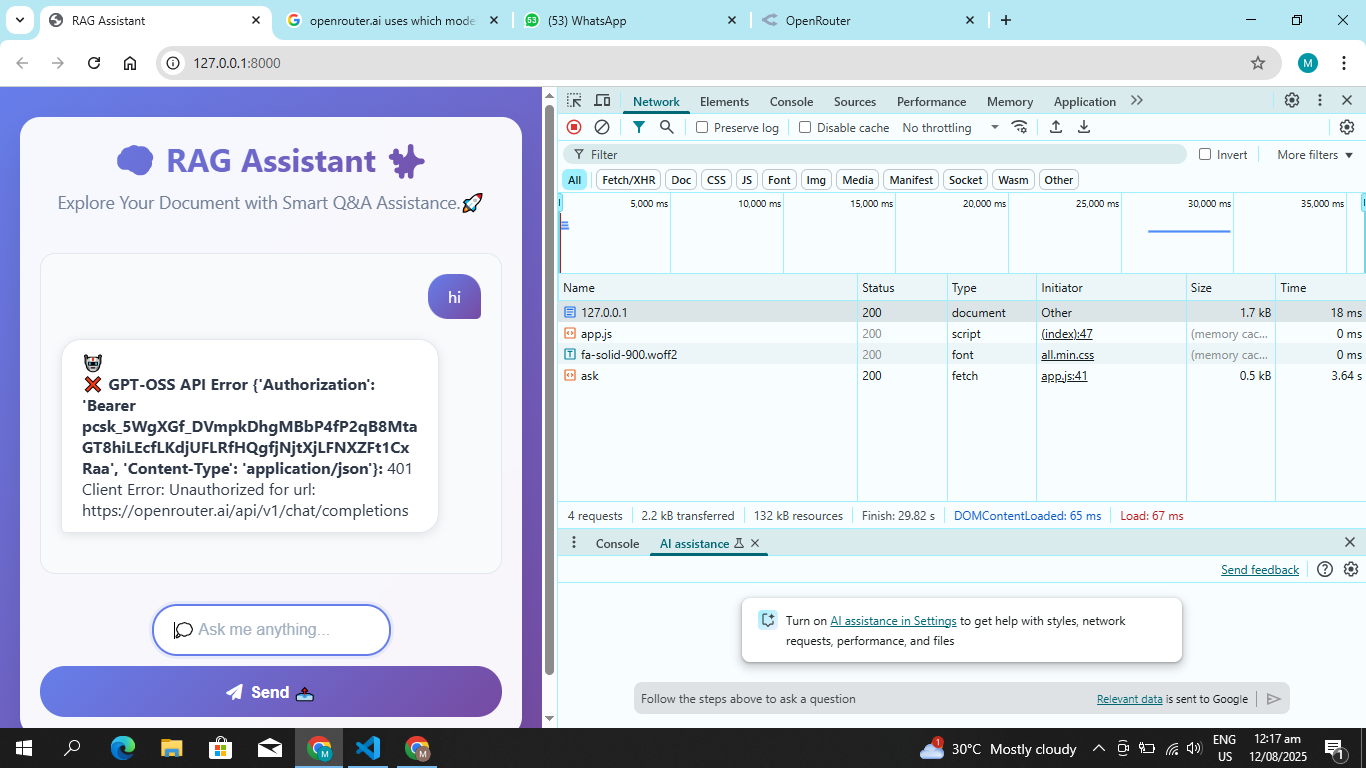 RAG Assistant
openrouter.ai uses which mode
(53) WhatsApp
OpenRouter
127.0.0.1:8000
M
RAG Assistant
Explore Your Document with Smart Q&A Assistance.🚀
hi
❌ GPT-OSS API Error {'Authorization':
'Bearer
pcsk_5WgXGf_DVmpkDhgMBbP4fP2qB8Mta
GT8hiLEcfLKdjUFLRfHQgfjNjtXjLFNXZFt1Cx
Raa', 'Content-Type': 'application/json'}: 401
Client Error: Unauthorized for url:
https://openrouter.ai/api/v1/chat/completions
Ask me anything...
Send
Network Elements Console Sources Performance Memory Application
Preserve log Disable cache No throttling
Filter Invert More filters
All Fetch/XHR Doc CSS JS Font Img Media Manifest Socket Wasm Other
5,000 ms 10,000 ms 15,000 ms 20,000 ms 25,000 ms 30,000 ms 35,000 ms
Name Status Type Initiator Size Time
127.0.0.1 200 document Other 1.7 kB 18 ms
app.js 200 script (index):47 (memory cac... 0 ms
fa-solid-900.woff2 200 font all.min.css (memory cac... 0 ms
ask 200 fetch app.js:41 0.5 kB 3.64 s
4 requests 2.2 kB transferred 132 kB resources Finish: 29.82 s DOMContentLoaded: 65 ms Load: 67 ms
Console AI assistance
Send feedback
Turn on AI assistance in Settings to get help with styles, network
requests, performance, and files
Follow the steps above to ask a question Relevant data is sent to Google
30°C Mostly cloudy
ENG
US
12:17 am
12/08/2025
1